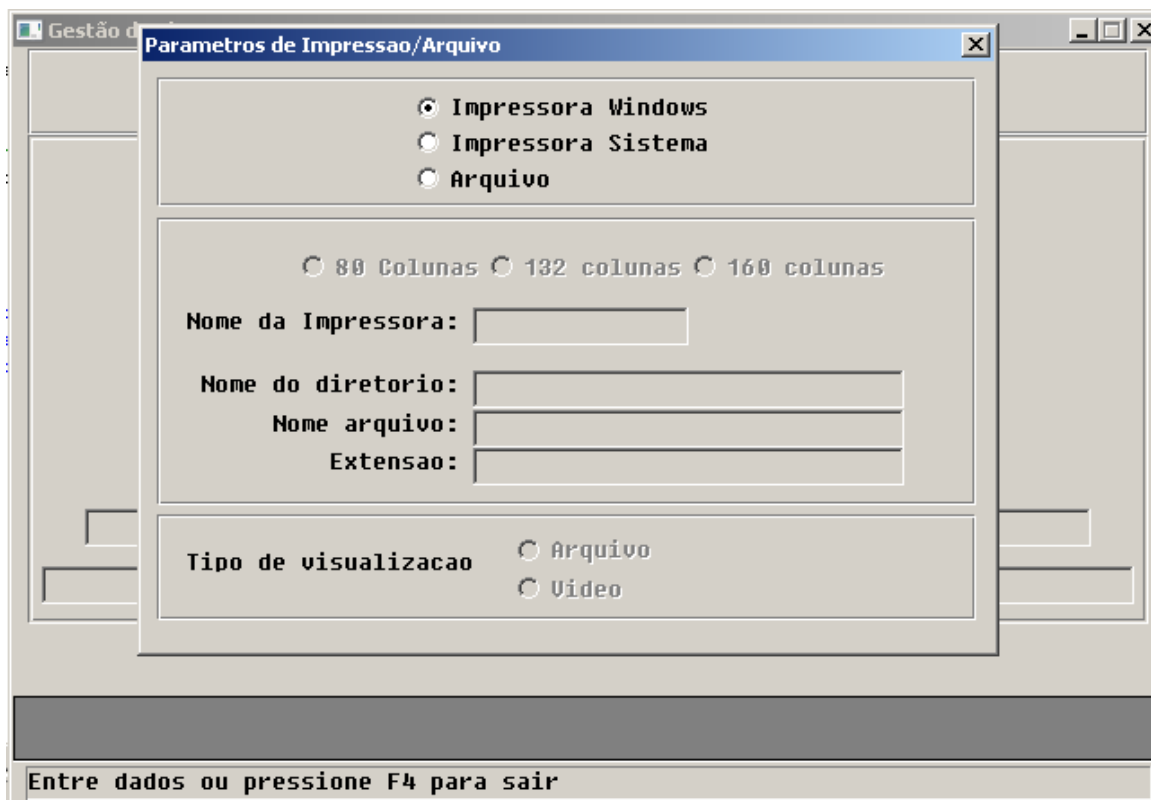 Gestão d
Parametros de Impressao/Arquivo
Impressora Windows
Impressora Sistema
Arquivo
80 Colunas 132 colunas 160 colunas
Nome da Impressora:
Nome do diretorio:
Nome arquivo:
Extensao:
Tipo de visualizacao
Arquivo
Video
Entre dados ou pressione F4 para sair